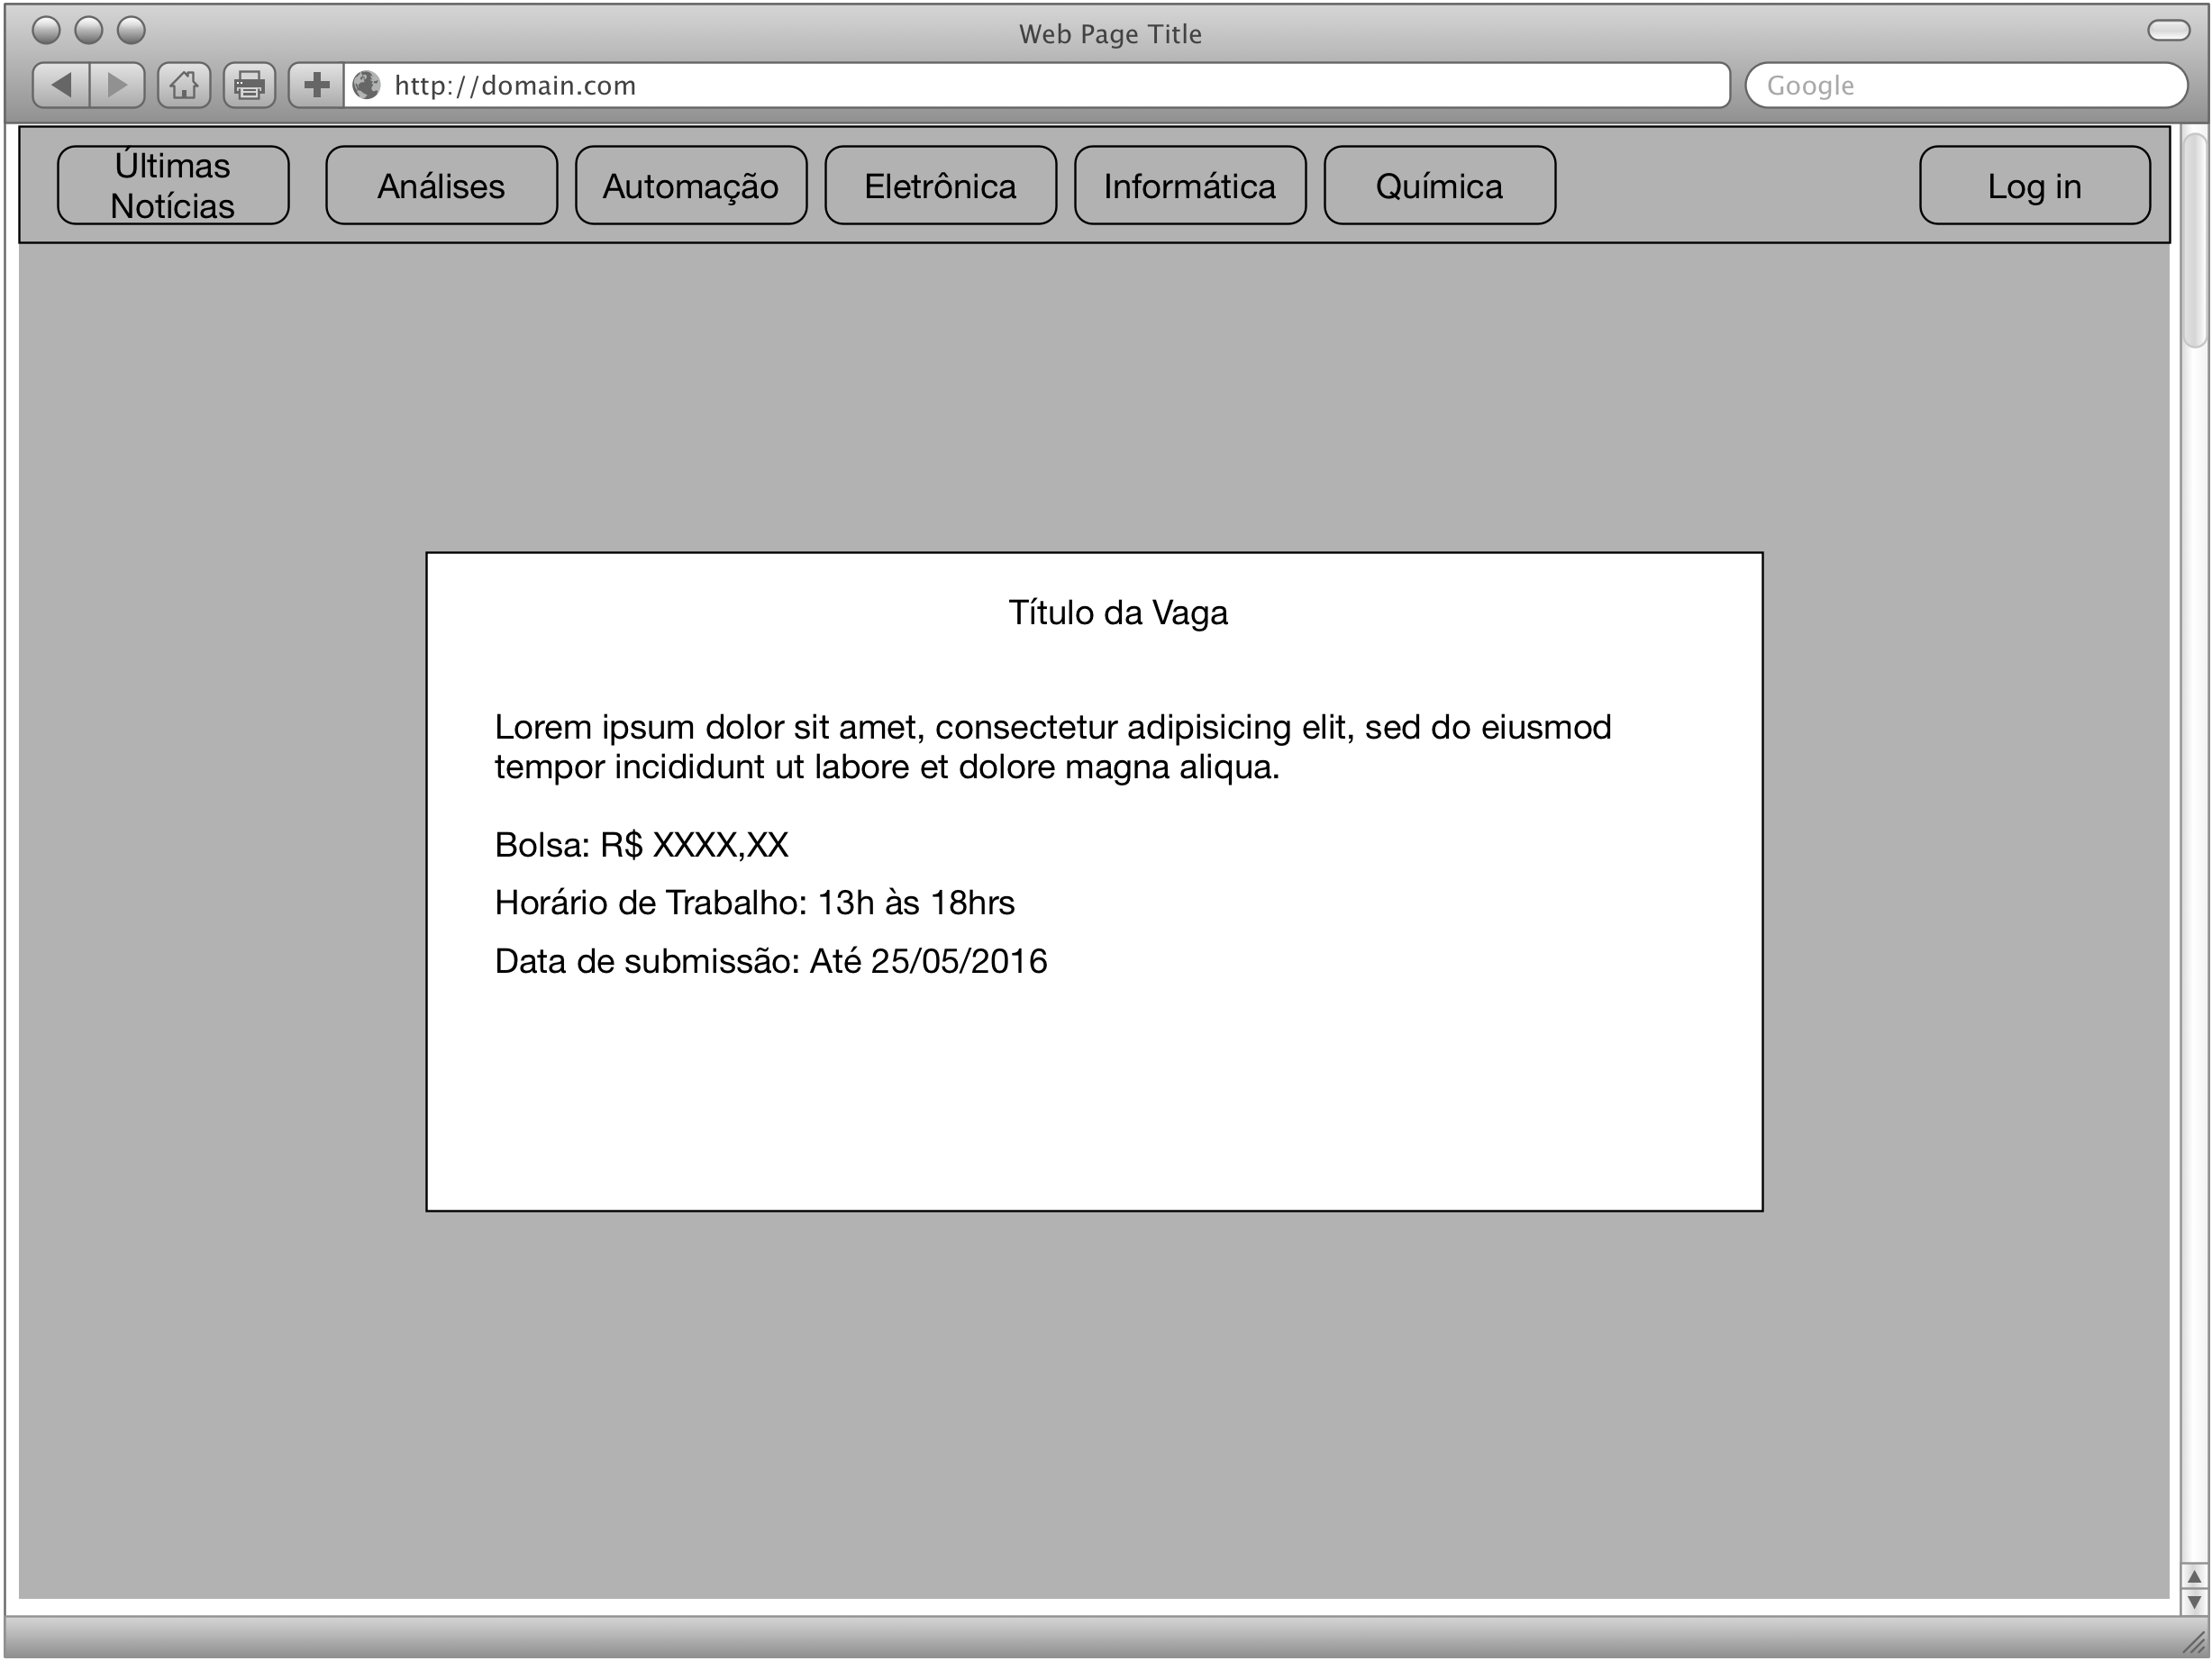 Web Page Title
http://domain.com
Google
Últimas
Notícias
Análises
Automação
Eletrônica
Informática
Química
Log in
Título da Vaga
Lorem ipsum dolor sit amet, consectetur adipisicing elit, sed do eiusmod
tempor incididunt ut labore et dolore magna aliqua.
Bolsa: R$ XXXX,XX
Horário de Trabalho: 13h às 18hrs
Data de submissão: Até 25/05/2016